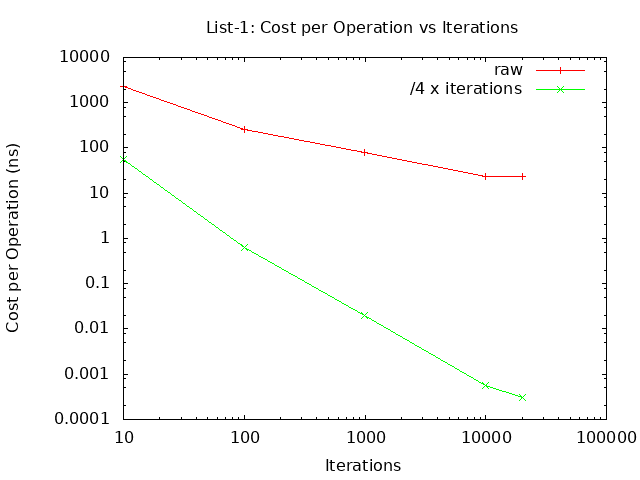 List-1: Cost per Operation vs Iterations
raw
/4 x iterations
Cost per Operation (ns)
10000
1000
100
10
1
0.1
0.01
0.001
0.0001
10
100
1000
10000
100000
Iterations